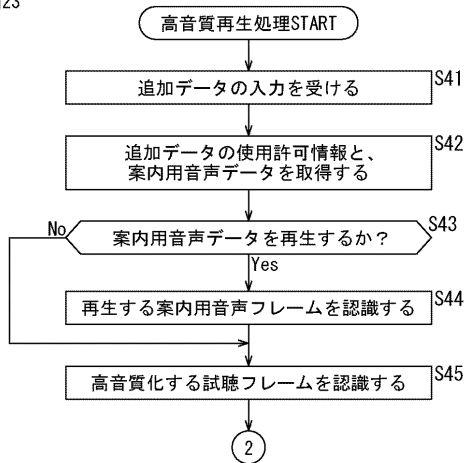 高音質再生処理START
追加データの入力を受ける
S41
追加データの使用許可情報と、
案内用音声データを取得する
S42
案内用音声データを再生するか？
S43
No
Yes
再生する案内用音声フレームを認識する
S44
高音質化する試聴フレームを認識する
S45
2